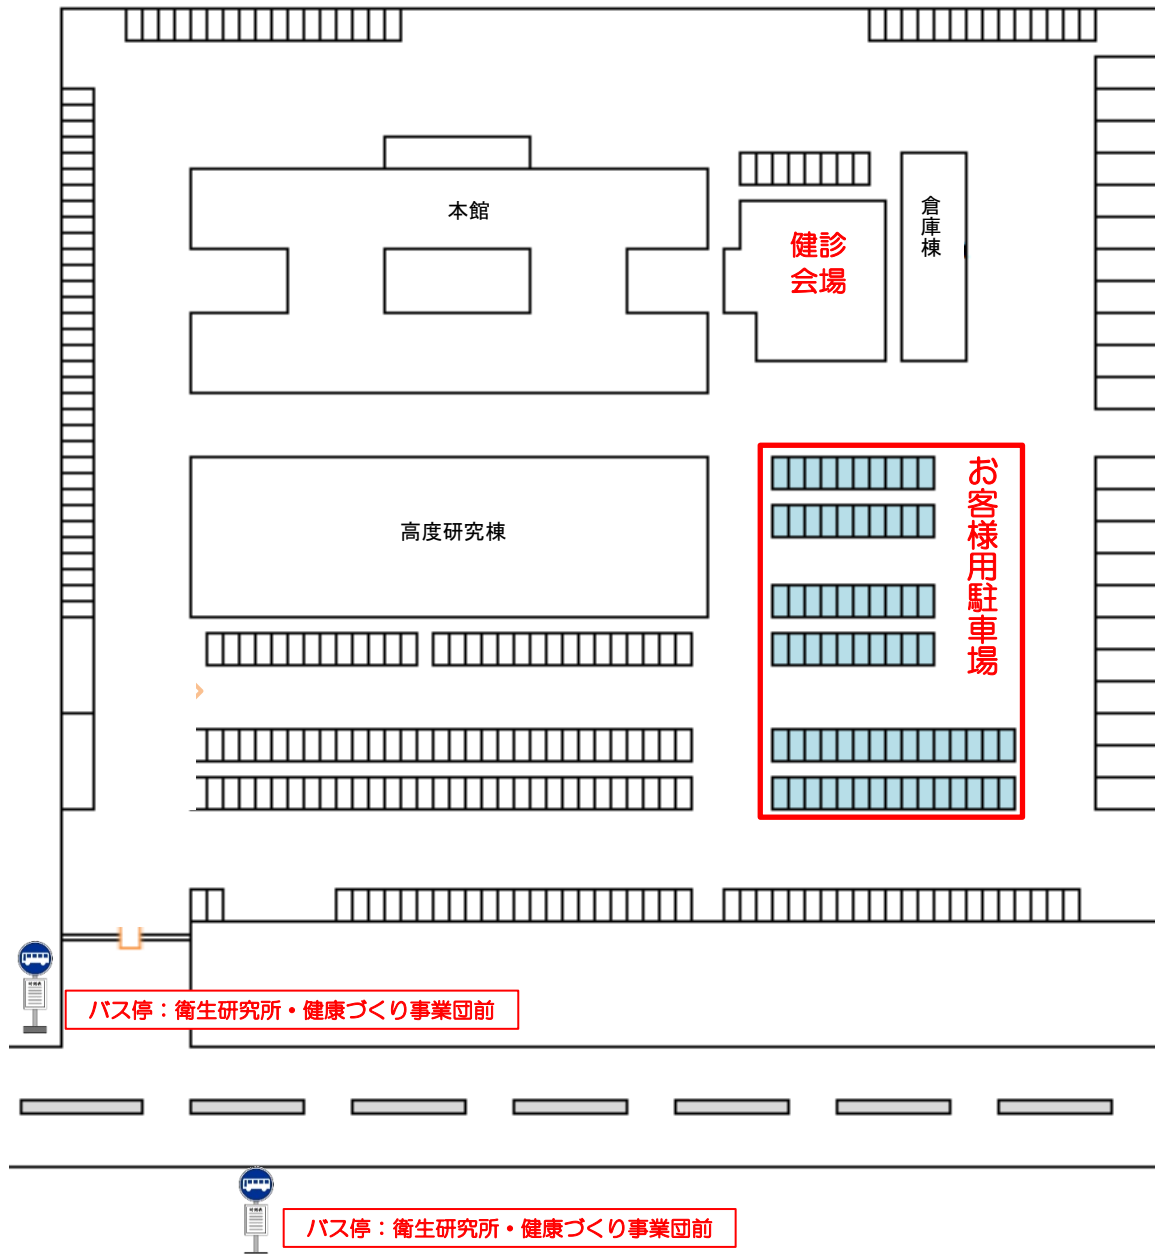 本館
健診
会場
倉庫棟
高度研究棟
お客様用駐車場
バス停：衛生研究所・健康づくり事業団前
バス停：衛生研究所・健康づくり事業団前